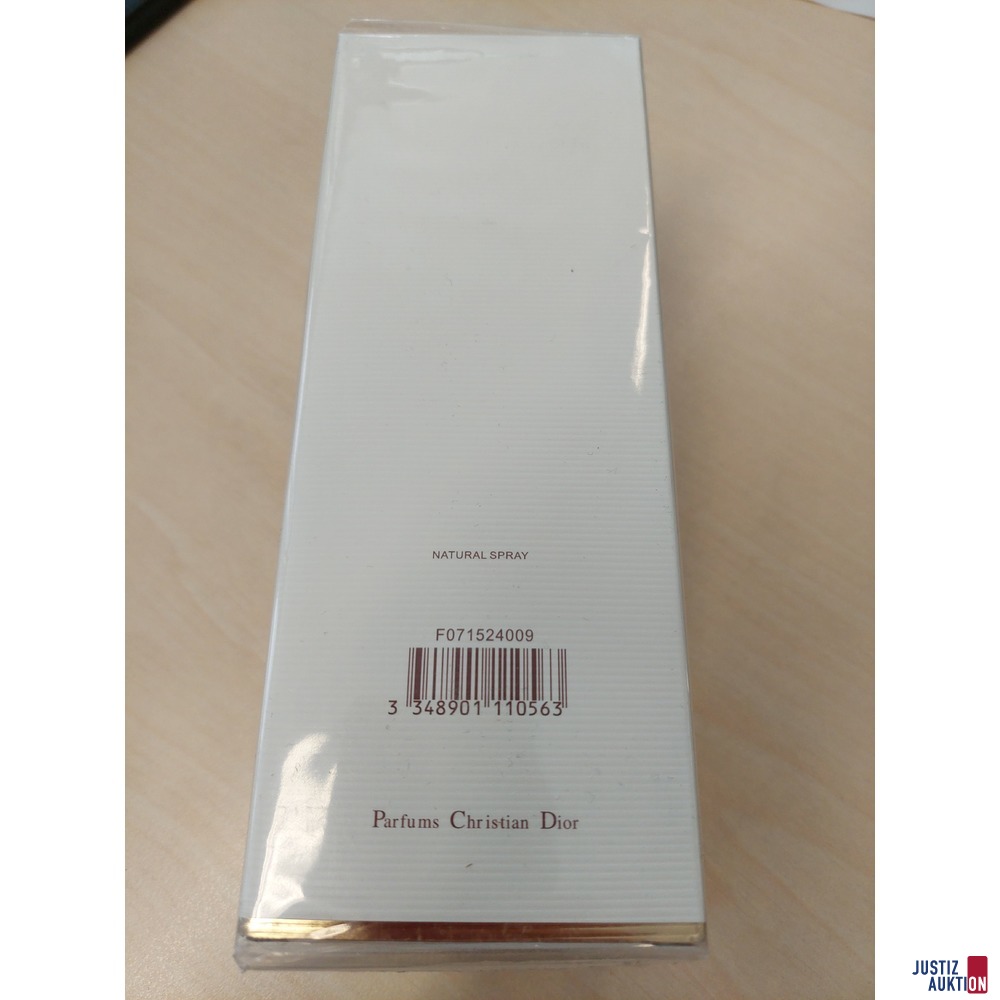 NATURAL SPRAY
F071524009
3 348901 110563
Parfums Christian Dior
JUSTIZ
AUKTION